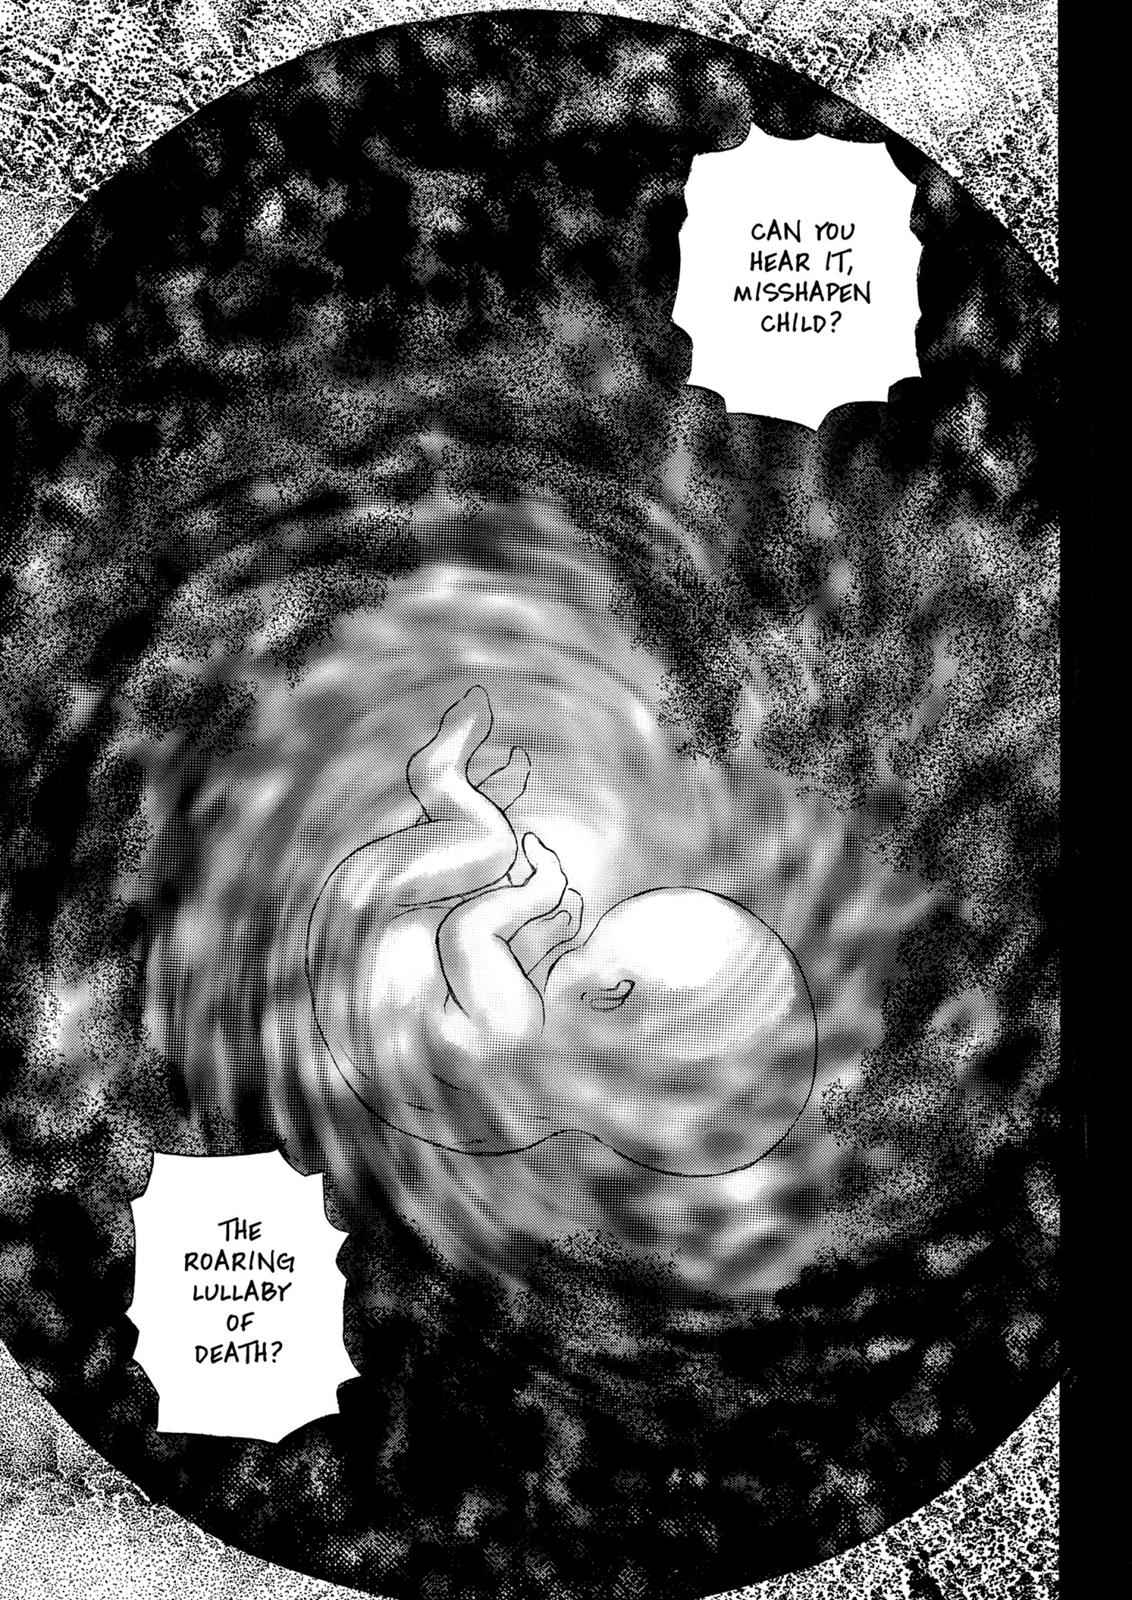 CAN YOU
HEAR IT,
MISSHAPEN
CHILD?
THE
ROARING
LULLABY
OF
DEATH?